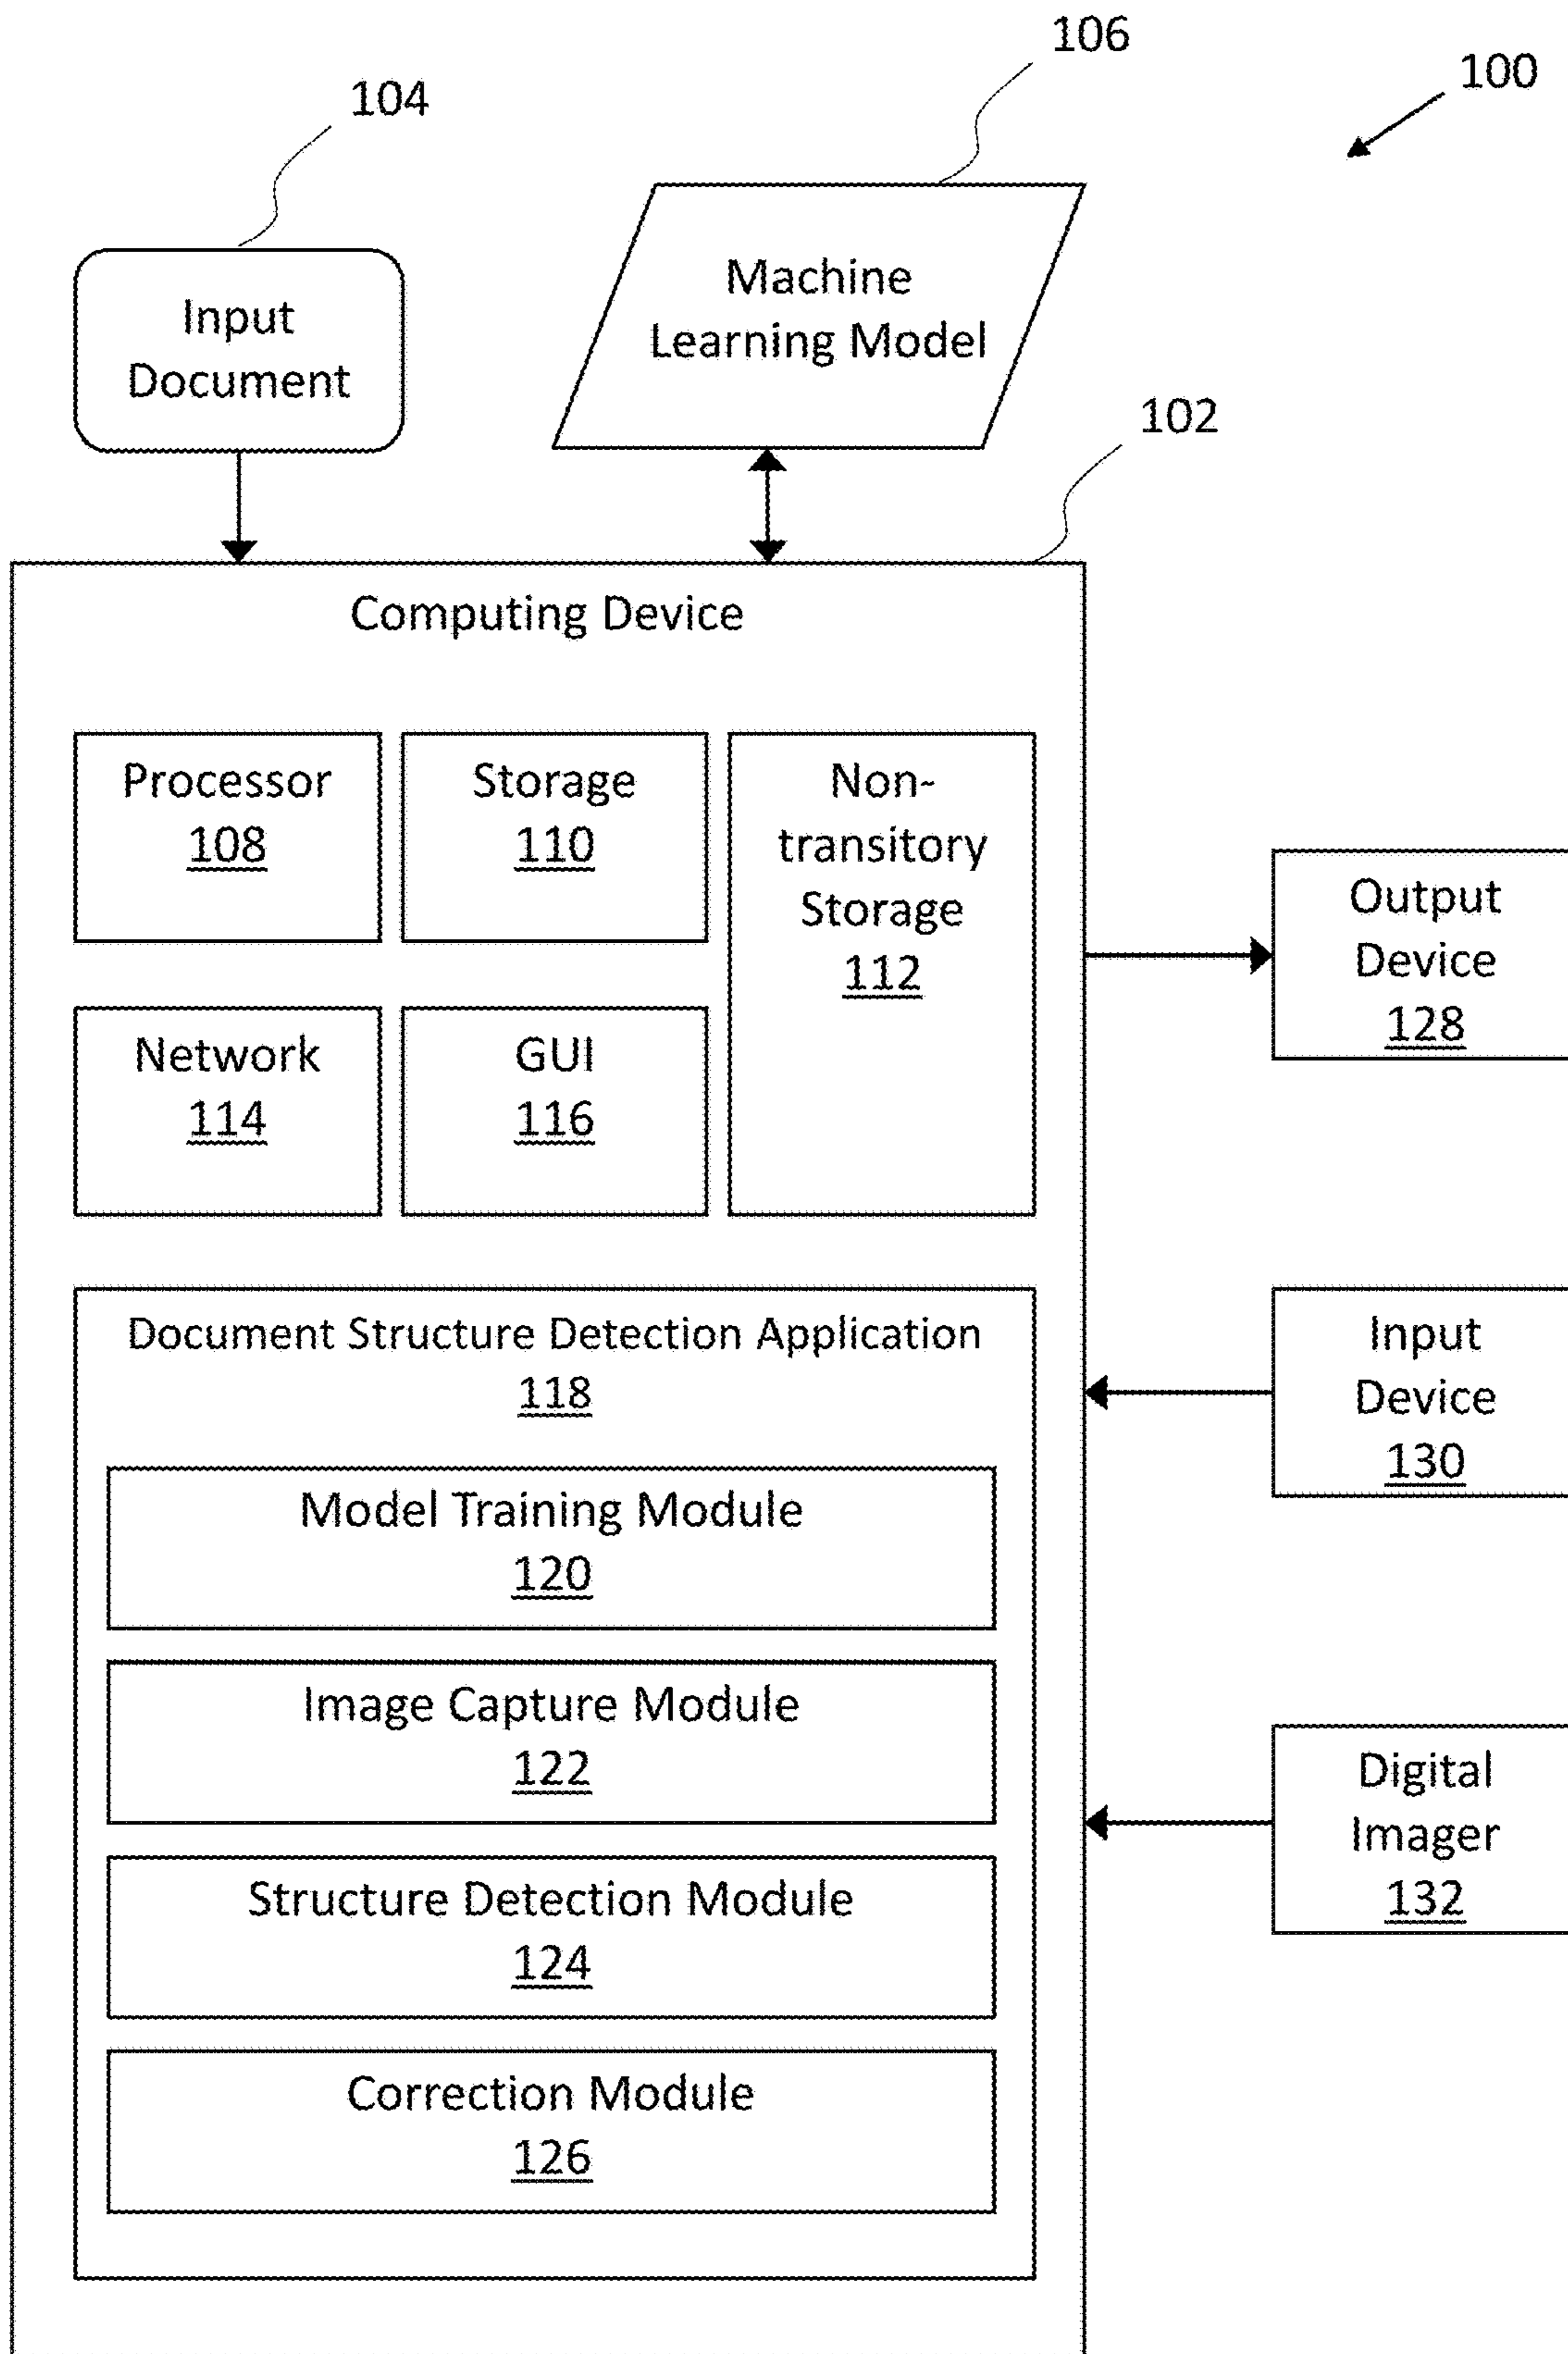 106
100
104
Machine
Learning Model
Input
Document
102
Computing Device
Processor
108
Storage
110
Non-
transitory
Storage
112
Network
114
GUI
116
Output
Device
128
Document Structure Detection Application
118
Model Training Module
120
Image Capture Module
122
Structure Detection Module
124
Correction Module
126
Input
Device
130
Digital
Imager
132